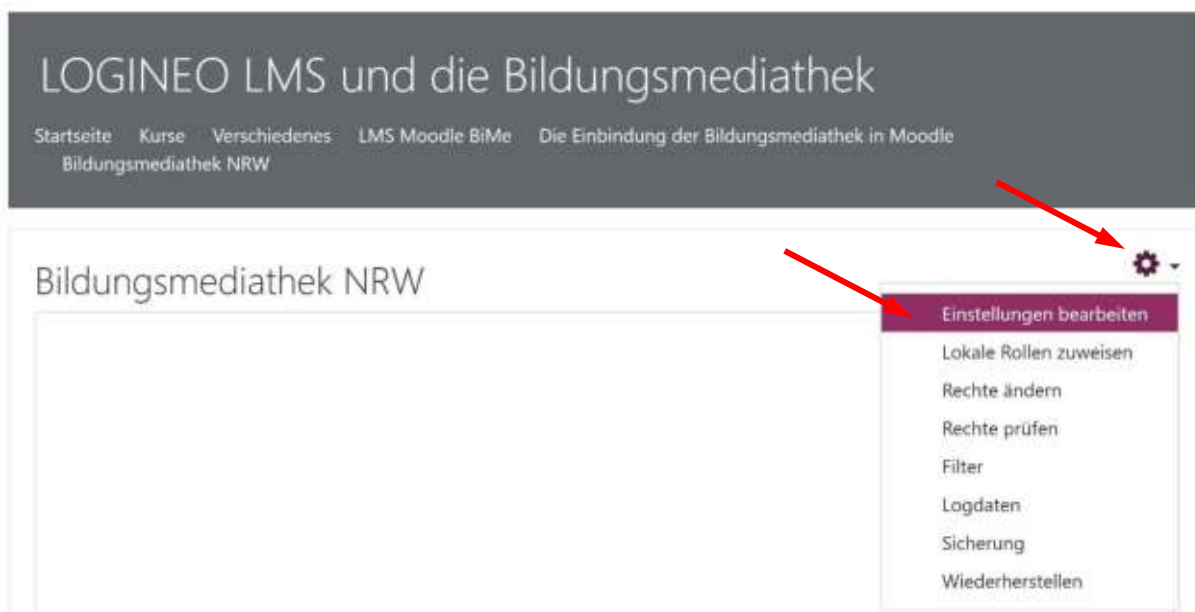 LOGINEO LMS und die Bildungsmediathek
Startseite Kurse Verschiedenes LMS Moodle BiMe Die Einbindung der Bildungsmediathek in Moodle
Bildungsmediathek NRW
Bildungsmediathek NRW
Einstellungen bearbeiten
Lokale Rollen zuweisen
Rechte ändern
Rechte prüfen
Filter
Logdaten
Sicherung
Wiederherstellen